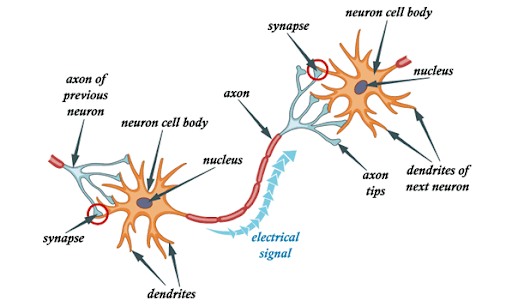 neuron cell body
synapse
nucleus
axon of
previous
neuron
axon
neuron cell body
nucleus
axon
tips
dendrites of
next neuron
synapse
electrical
signal
dendrites